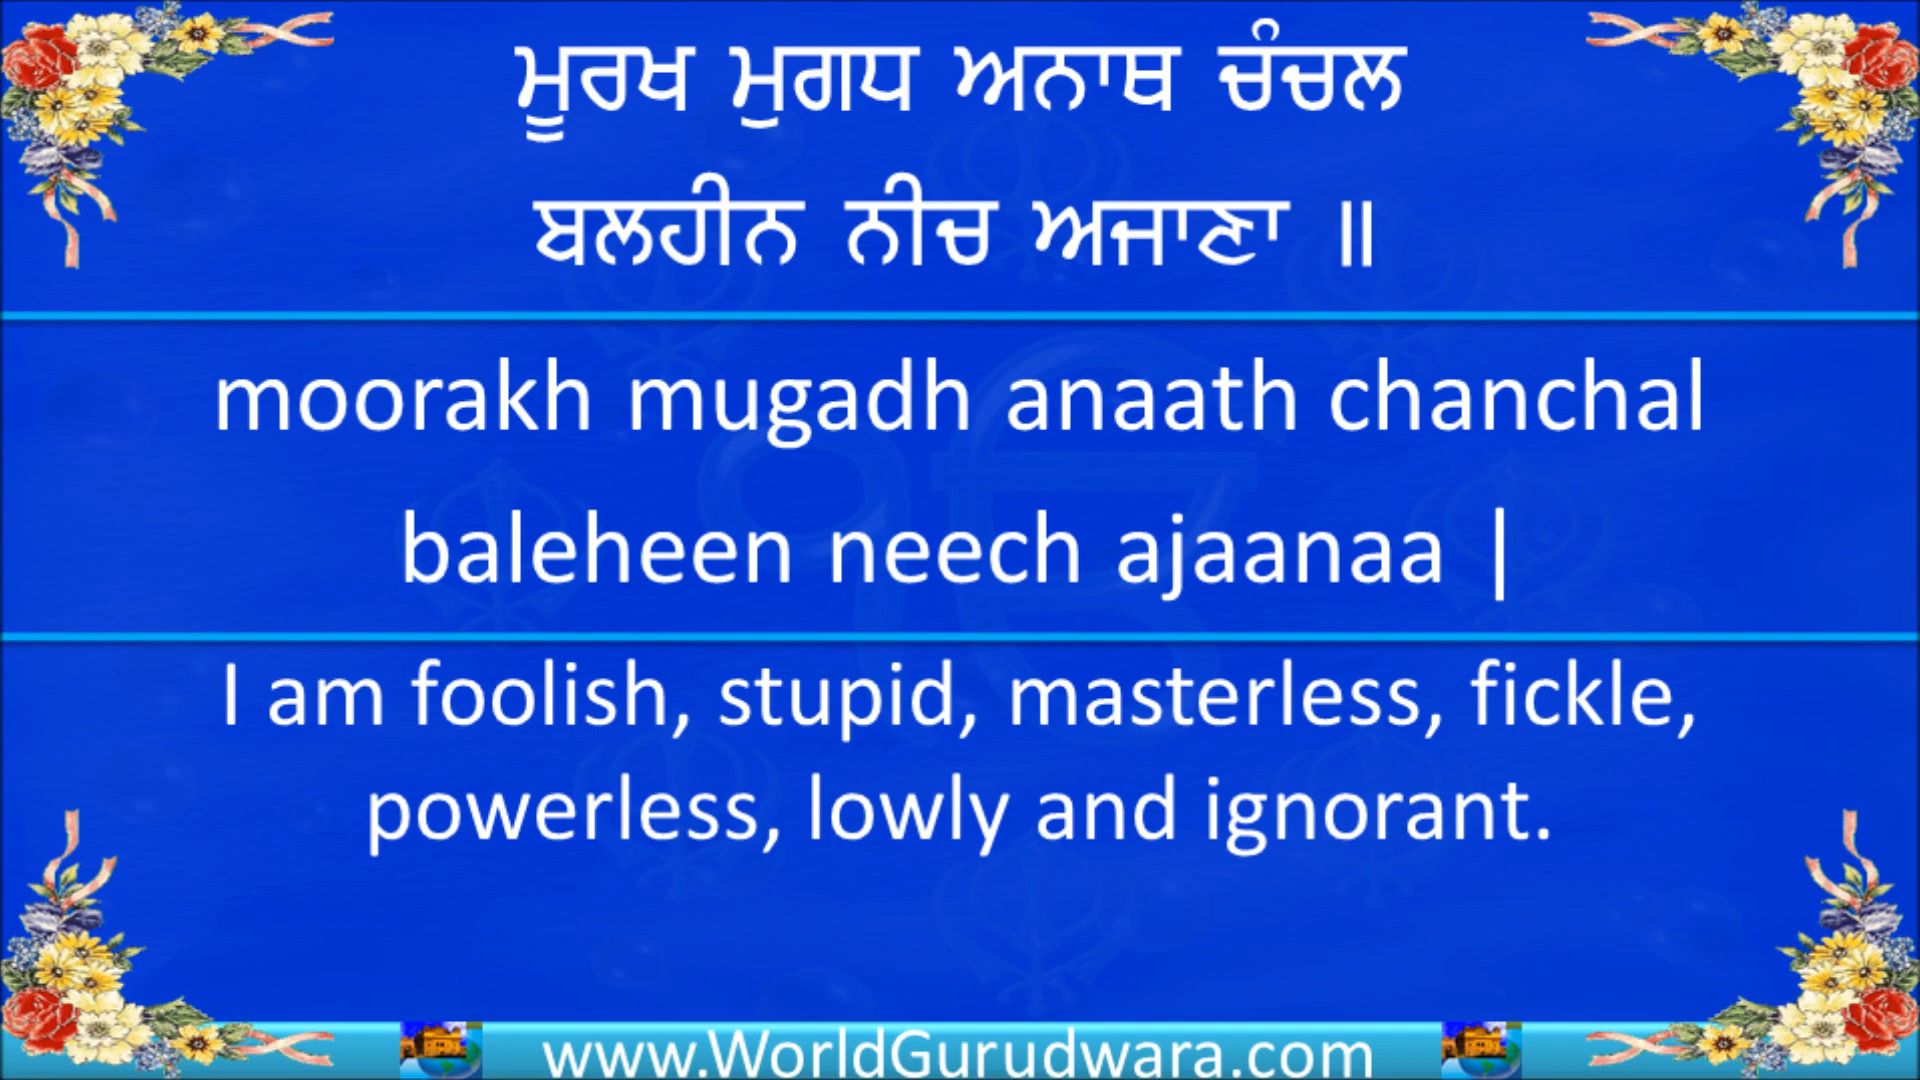 ਮੂਰਖ ਮੁਗਧ ਅਨਾਥ ਚੰਚਲ
ਬਲਹੀਨ ਨੀਚ ਅਜਾਣਾ ॥
moorakh mugadh anaath chanchal
baleheen neech ajaanaa |
I am foolish, stupid, masterless, fickle,
powerless, lowly and ignorant.
www.WorldGurudwara.com